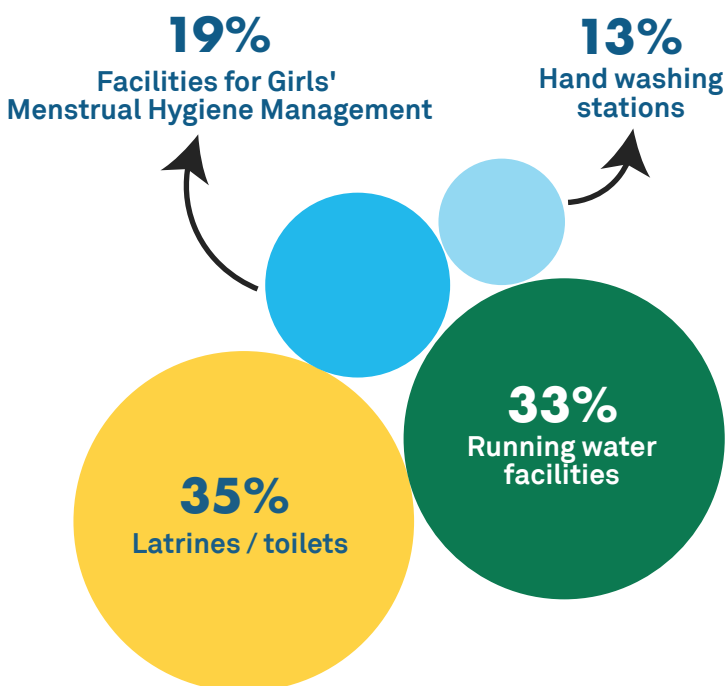 19%
Facilities for Girls'
Menstrual Hygiene Management
13%
Hand washing
stations
33%
Running water
facilities
35%
Latrines / toilets